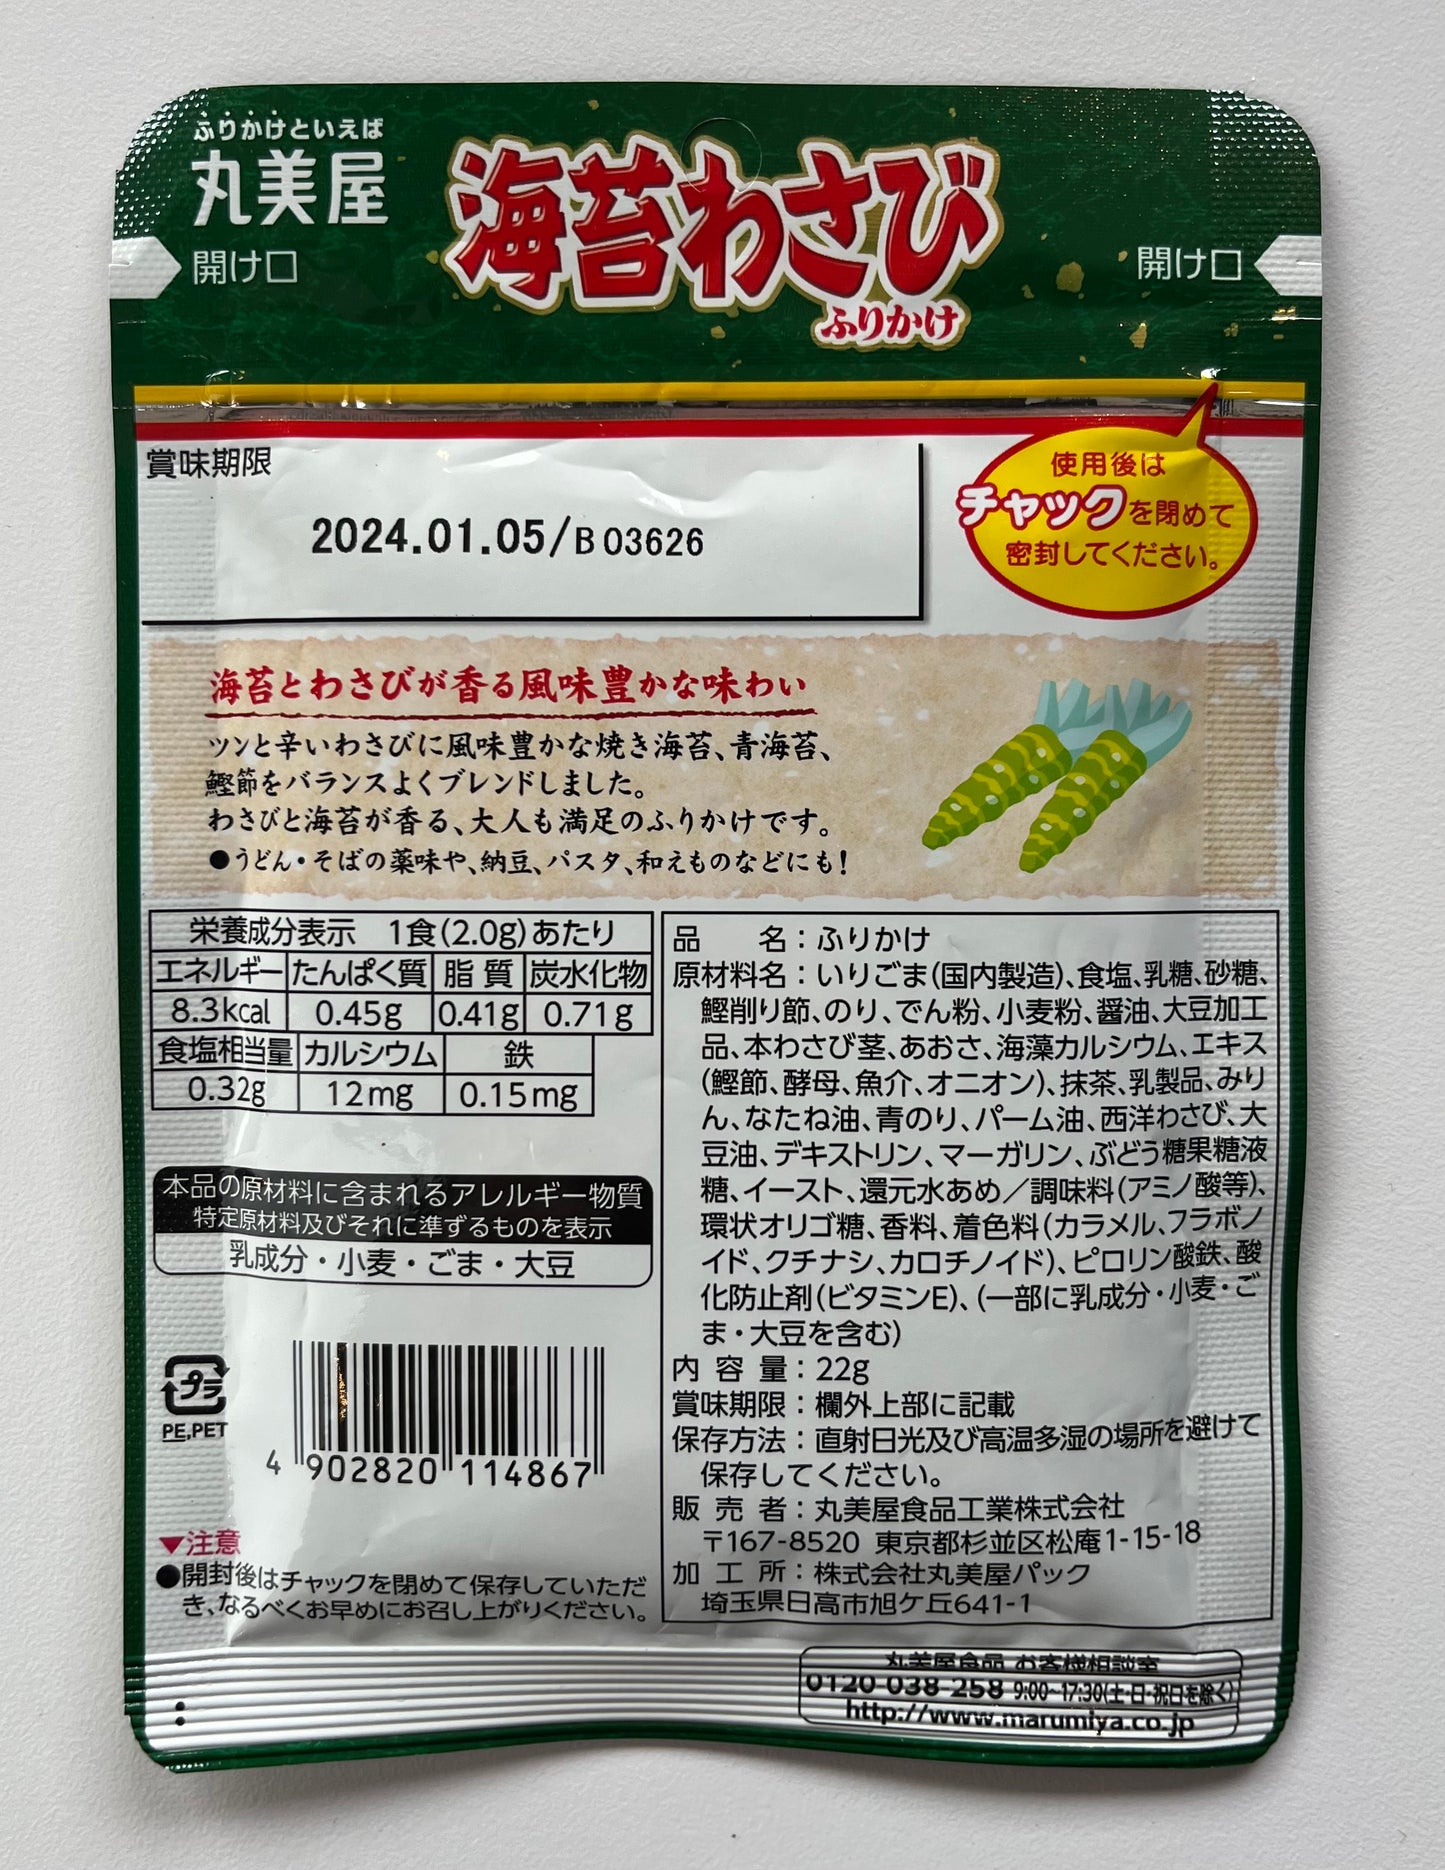 ふりかけといえば
丸美屋
海苔わさび
ふりかけ
開け口
開け口
賞味期限
2024.01.05/B03626
使用後は
チャックを閉めて
密封してください。
海苔とわさびが香る風味豊かな味わい
ツンと辛いわさびに風味豊かな焼き海苔、青海苔、
鰹節をバランスよくブレンドしました。
わさびと海苔が香る、大人も満足のふりかけです。
●うどん・そばの薬味や、納豆、パスタ、和えものなどにも!
栄養成分表示 1食(2.0g)あたり
エネルギー たんぱく質 脂質 炭水化物
8.3kcal 0.45g 0.41g 0.71g
食塩相当量 カルシウム 鉄
0.32g 12mg 0.15mg
本品の原材料に含まれるアレルギー物質
特定原材料及びそれに準ずるものを表示
乳成分・小麦・ごま・大豆
プラ
PE,PET
4 902820 114867
▼注意
●開封後はチャックを閉めて保存していただ
き、なるべくお早めにお召し上がりください。
品名:ふりかけ
原材料名:いりごま(国内製造)、食塩、乳糖、砂糖、
鰹削り節、のり、でん粉、小麦粉、醤油、大豆加工
品、本わさび茎、あおさ、海藻カルシウム、エキス
(鰹節、酵母、魚介、オニオン)、抹茶、乳製品、みり
ん、なたね油、青のり、パーム油、西洋わさび、大
豆油、デキストリン、マーガリン、ぶどう糖果糖液
糖、イースト、還元水あめ/調味料(アミノ酸等)、
環状オリゴ糖、香料、着色料(カラメル、フラボノ
イド、クチナシ、カロチノイド)、ピロリン酸鉄、酸
化防止剤(ビタミンE)、(一部に乳成分・小麦・ご
ま・大豆を含む)
内容量:22g
賞味期限:欄外上部に記載
保存方法:直射日光及び高温多湿の場所を避けて
保存してください。
販売者:丸美屋食品工業株式会社
〒167-8520 東京都杉並区松庵1-15-18
加工所:株式会社丸美屋パック
埼玉県日高市旭ケ丘641-1
丸美屋食品 お客様相談室
0120-038-258 9:00~17:30(土・日・祝日を除く)
http://www.marumiya.co.jp